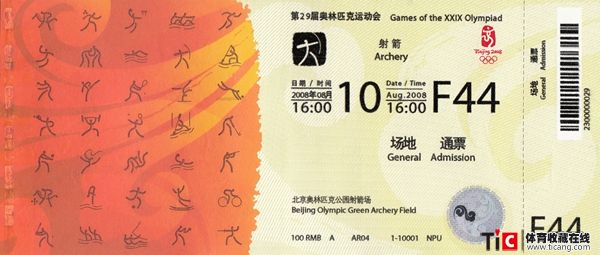 第29届奥林匹克运动会 Games of the XXIX Olympiad
射箭
Archery
Beijing 2008
日期 / 时间 Date / Time
2008年08月 10 Aug.2008 F44
16:00 16:00
场地 通票
General Admission
北京奥林匹克公园射箭场
Beijing Olympic Green Archery Field
100 RMB A AR04 1-10001 NPU
场地 通票
General Admission
2300000029
F44
TIC 体育收藏在线
www.ticang.com